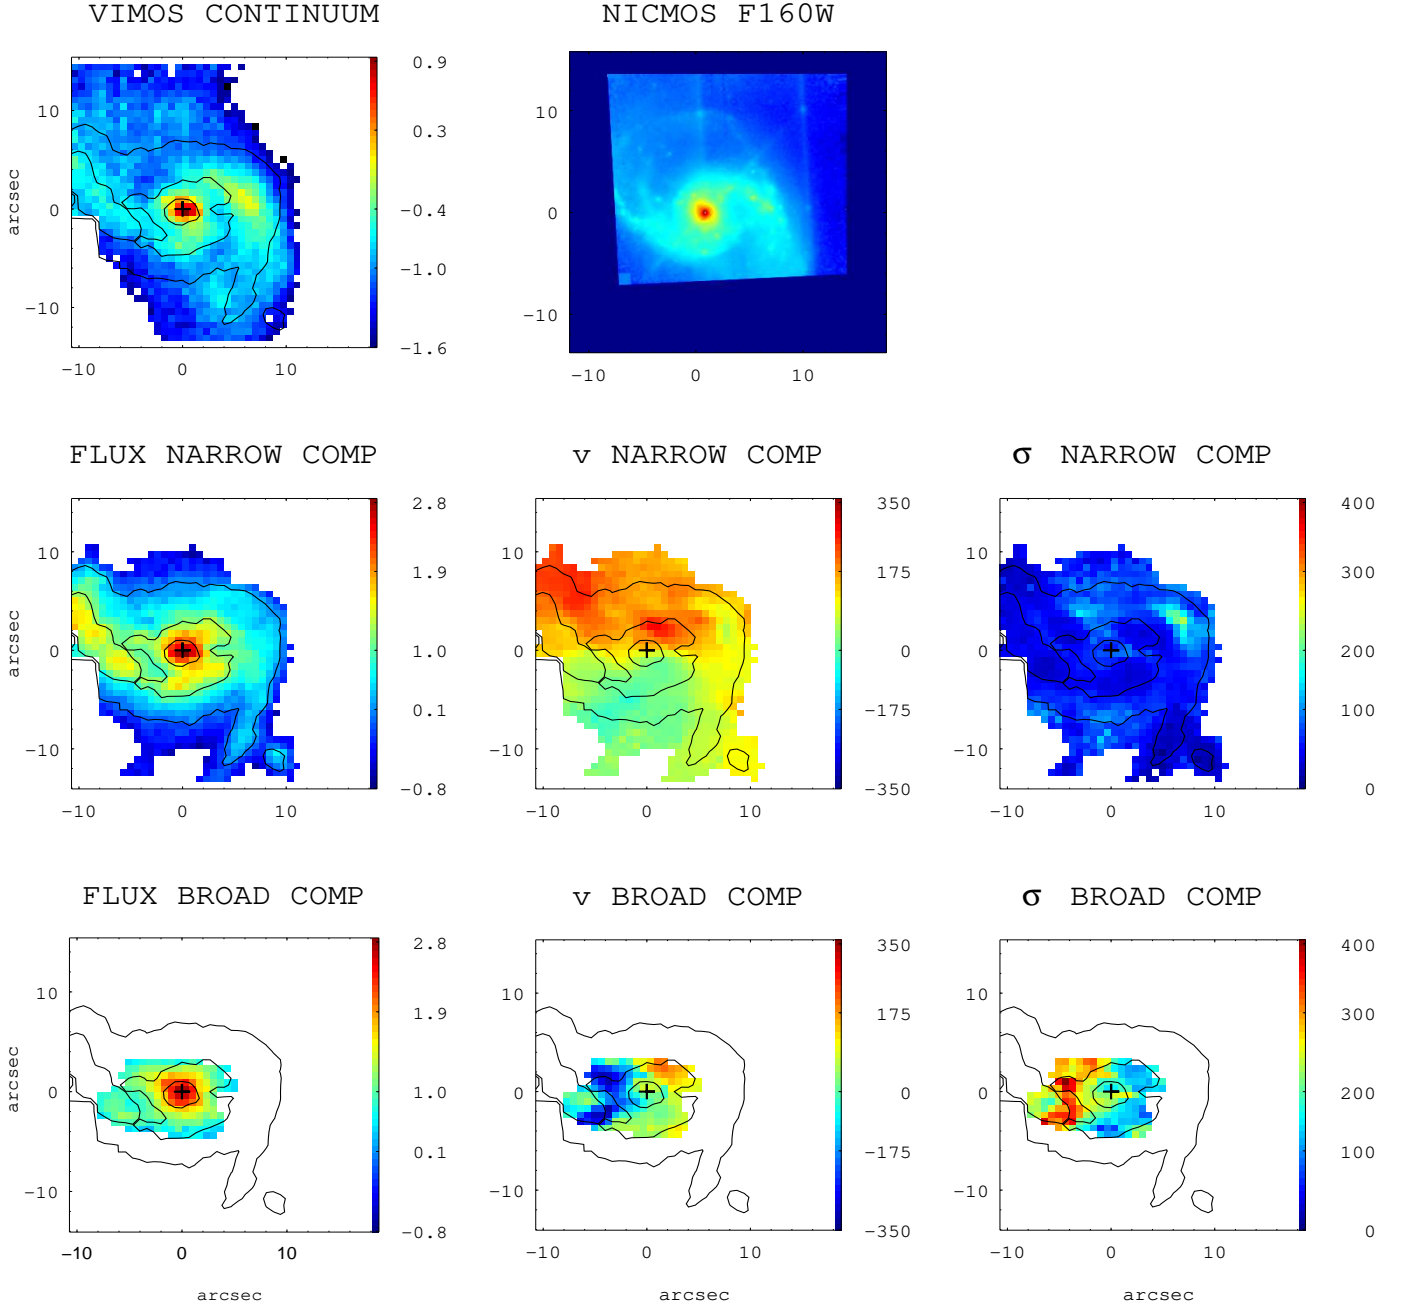 VIMOS CONTINUUM
NICMOS F160W
arcsec
10
0
−10
−10 0 10
0.9
0.3
−0.4
−1.0
−1.6
10
0
−10
−10 0 10
FLUX NARROW COMP
v NARROW COMP
σ NARROW COMP
arcsec
10
0
−10
−10 0 10
2.8
1.9
1.0
0.1
−0.8
10
0
−10
−10 0 10
350
175
0
−175
−350
10
0
−10
−10 0 10
400
300
200
100
0
FLUX BROAD COMP
v BROAD COMP
σ BROAD COMP
arcsec
10
0
−10
−10 0 10
arcsec
2.8
1.9
1.0
0.1
−0.8
10
0
−10
−10 0 10
arcsec
350
175
0
−175
−350
10
0
−10
−10 0 10
arcsec
400
300
200
100
0